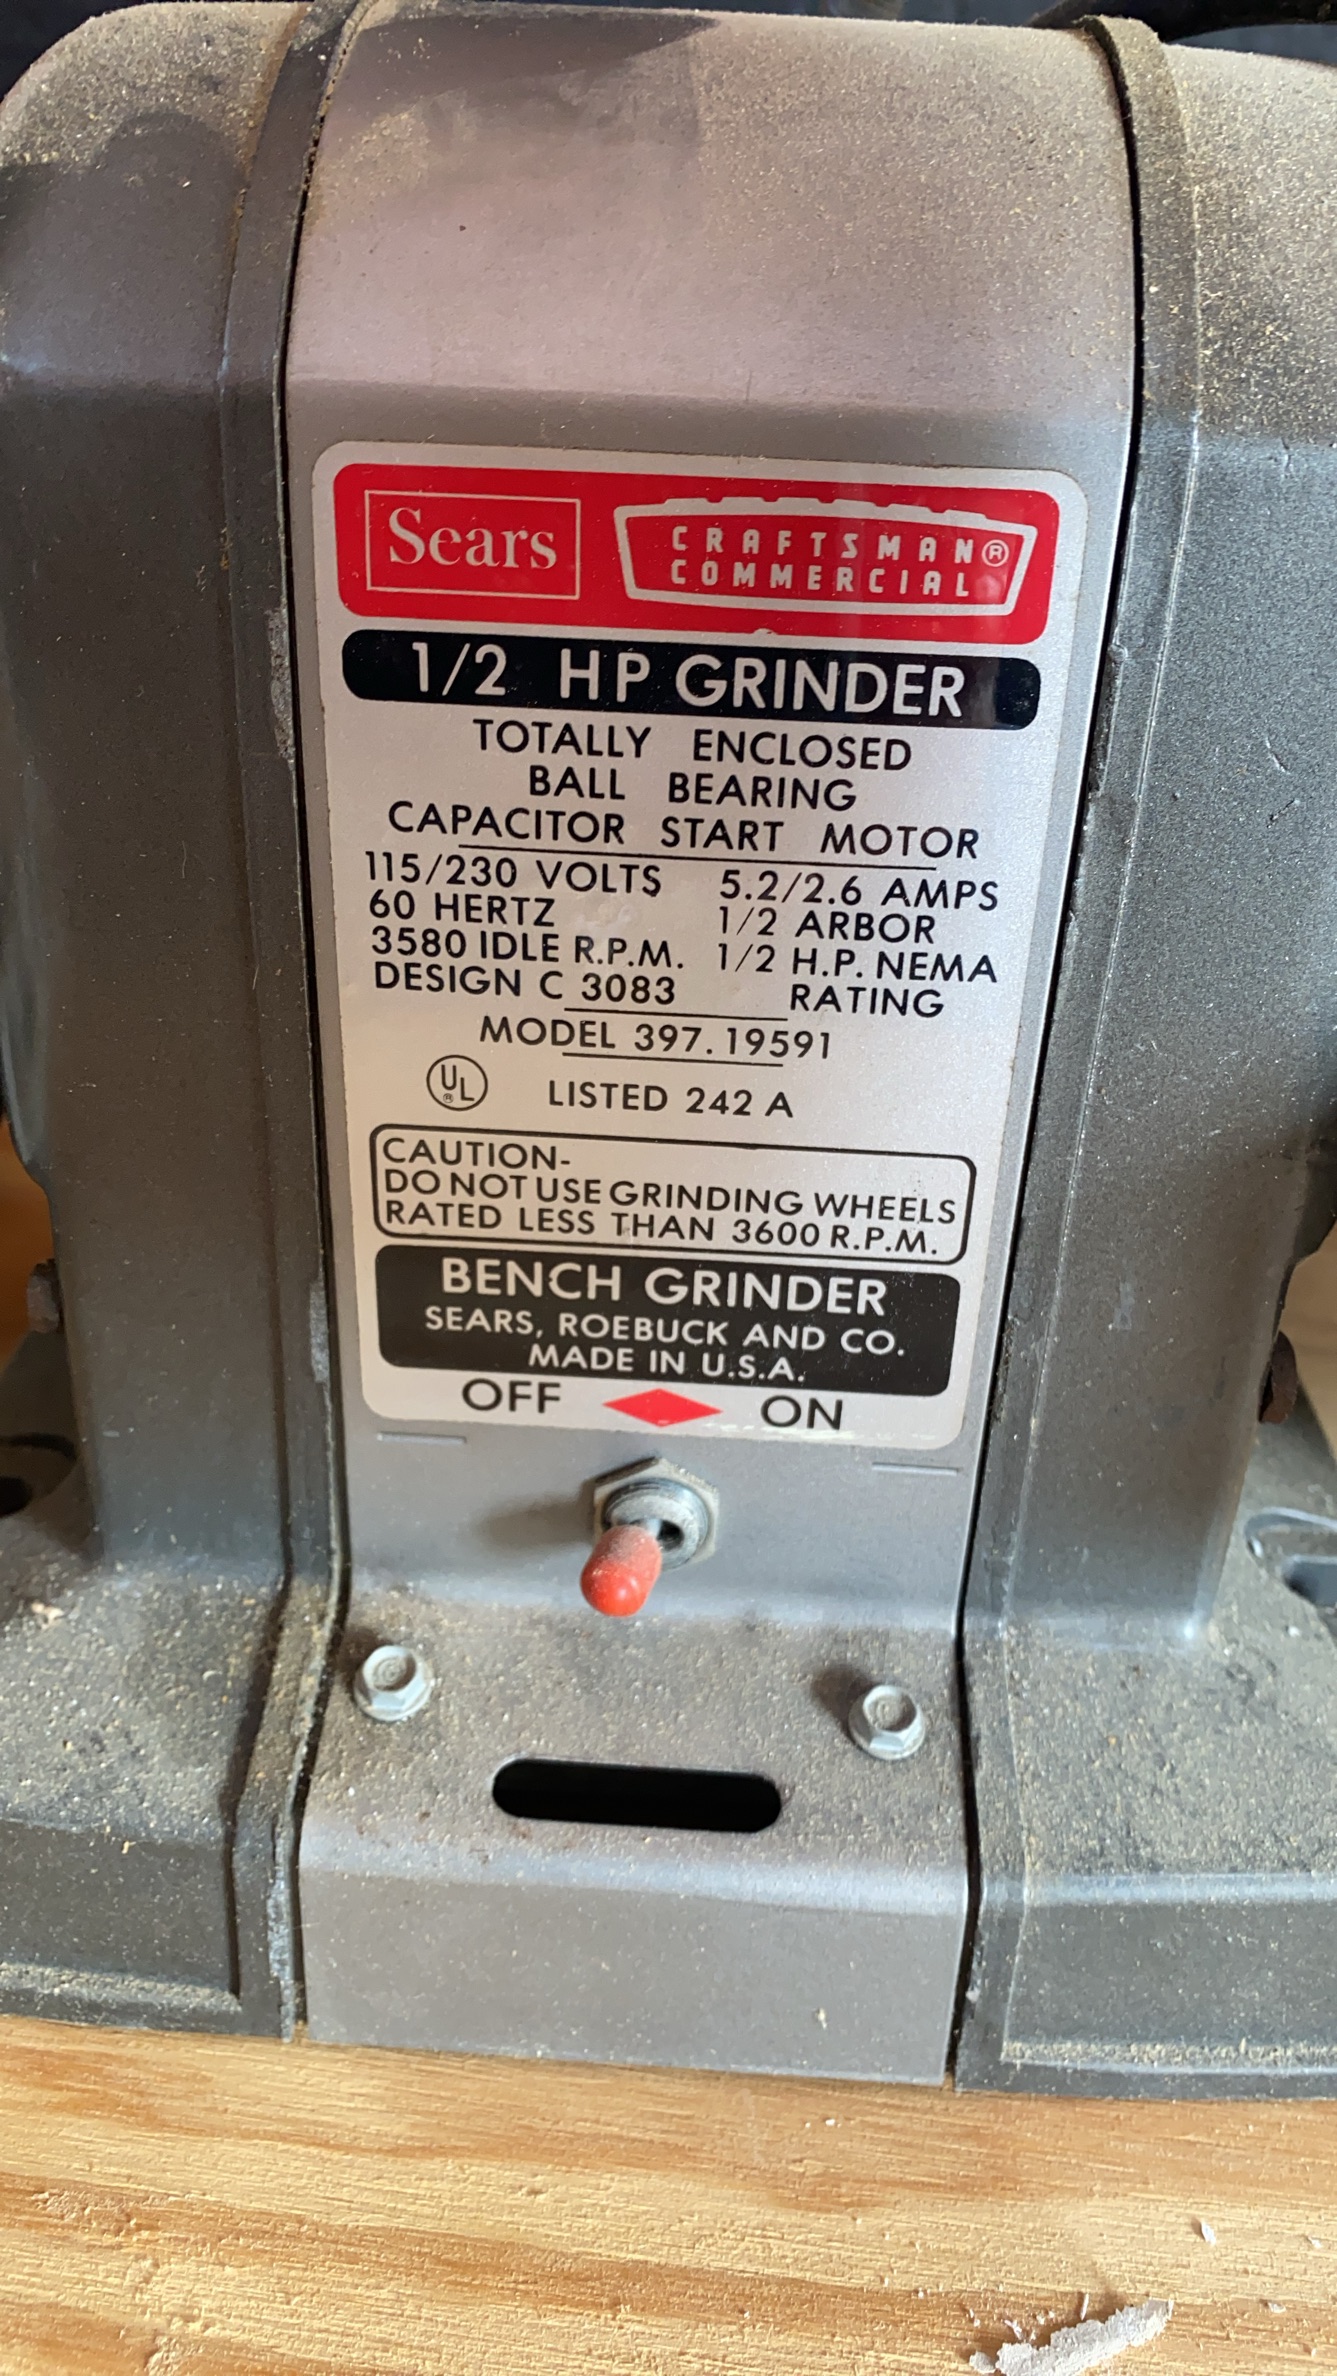 Sears
CRAFTSMAN®
COMMERCIAL
1/2 HP GRINDER
TOTALLY ENCLOSED
BALL BEARING
CAPACITOR START MOTOR
115/230 VOLTS 5.2/2.6 AMPS
60 HERTZ 1/2 ARBOR
3580 IDLE R.P.M. 1/2 H.P. NEMA
DESIGN C 3083 RATING
MODEL 397.19591
UL® LISTED 242 A
CAUTION-
DO NOT USE GRINDING WHEELS
RATED LESS THAN 3600 R.P.M.
BENCH GRINDER
SEARS, ROEBUCK AND CO.
MADE IN U.S.A.
OFF ON